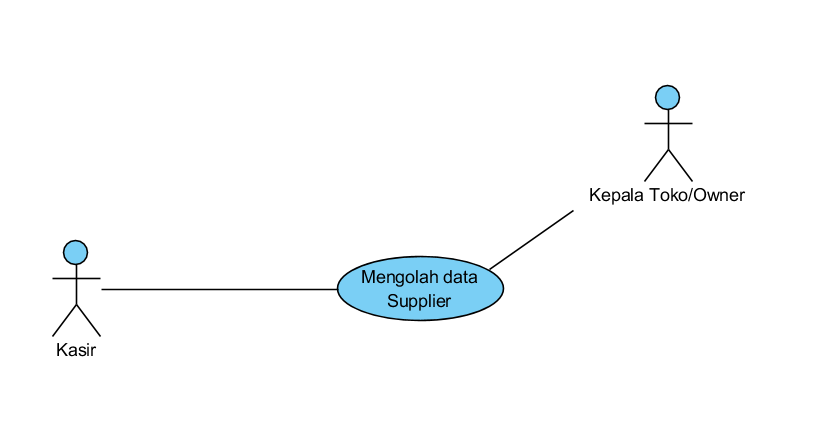 Kepala Toko/Owner
Mengolah data
Supplier
Kasir